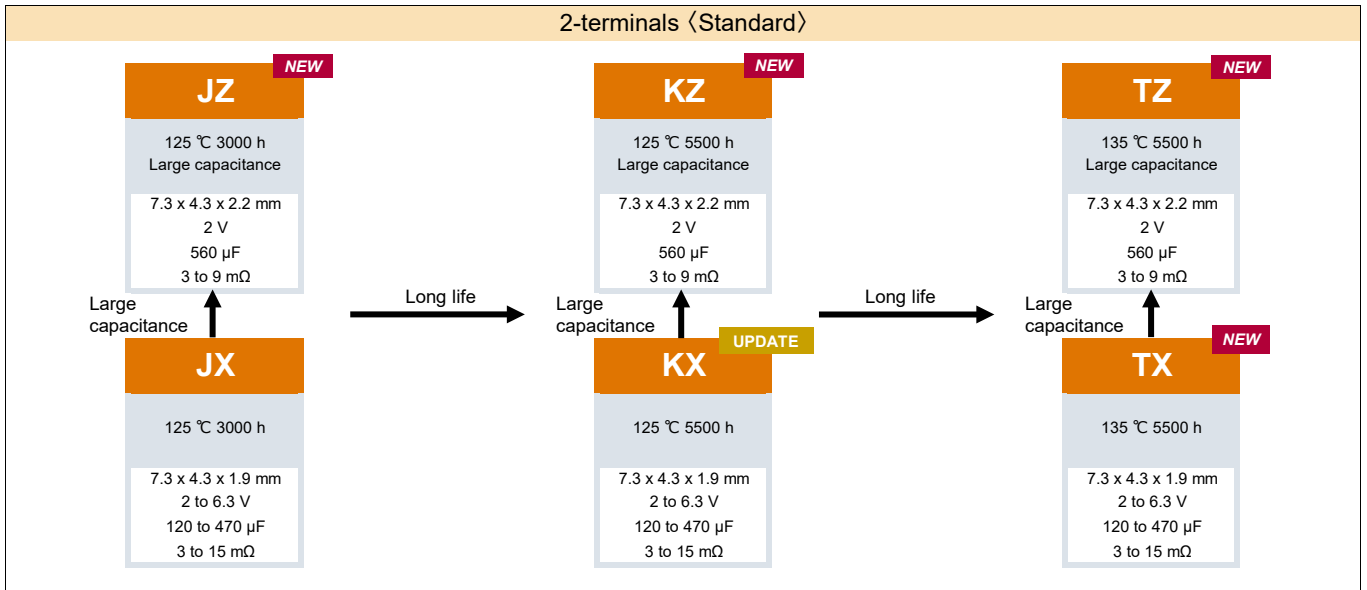 2-terminals〈Standard〉
NEW
JZ
125 ℃ 3000 h
Large capacitance
7.3 x 4.3 x 2.2 mm
2 V
560 µF
3 to 9 mΩ
NEW
KZ
125 ℃ 5500 h
Large capacitance
7.3 x 4.3 x 2.2 mm
2 V
560 µF
3 to 9 mΩ
NEW
TZ
135 ℃ 5500 h
Large capacitance
7.3 x 4.3 x 2.2 mm
2 V
560 µF
3 to 9 mΩ
Large
capacitance
Long life
Large
capacitance
Long life
Large
capacitance
JX
125 ℃ 3000 h
7.3 x 4.3 x 1.9 mm
2 to 6.3 V
120 to 470 µF
3 to 15 mΩ
UPDATE
KX
125 ℃ 5500 h
7.3 x 4.3 x 1.9 mm
2 to 6.3 V
120 to 470 µF
3 to 15 mΩ
NEW
TX
135 ℃ 5500 h
7.3 x 4.3 x 1.9 mm
2 to 6.3 V
120 to 470 µF
3 to 15 mΩ